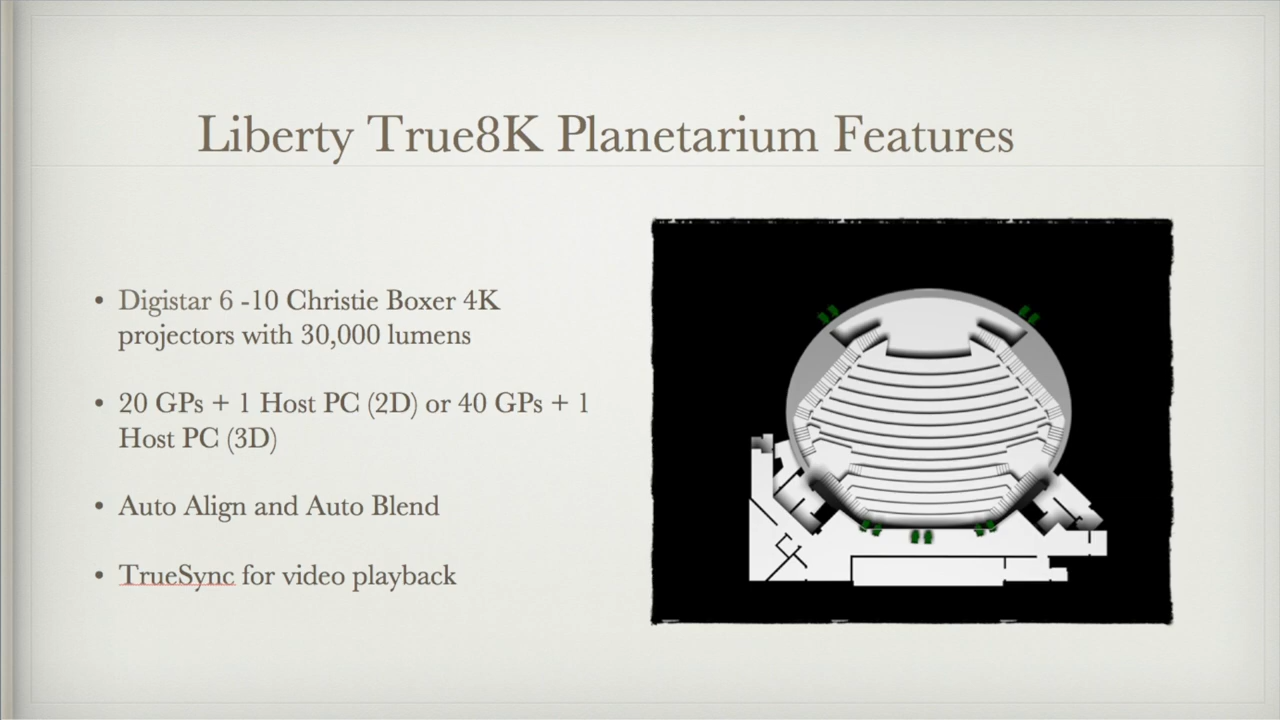 Liberty True8K Planetarium Features
• Digistar 6 -10 Christie Boxer 4K
projectors with 30,000 lumens
• 20 GPs + 1 Host PC (2D) or 40 GPs + 1
Host PC (3D)
• Auto Align and Auto Blend
• TrueSync for video playback